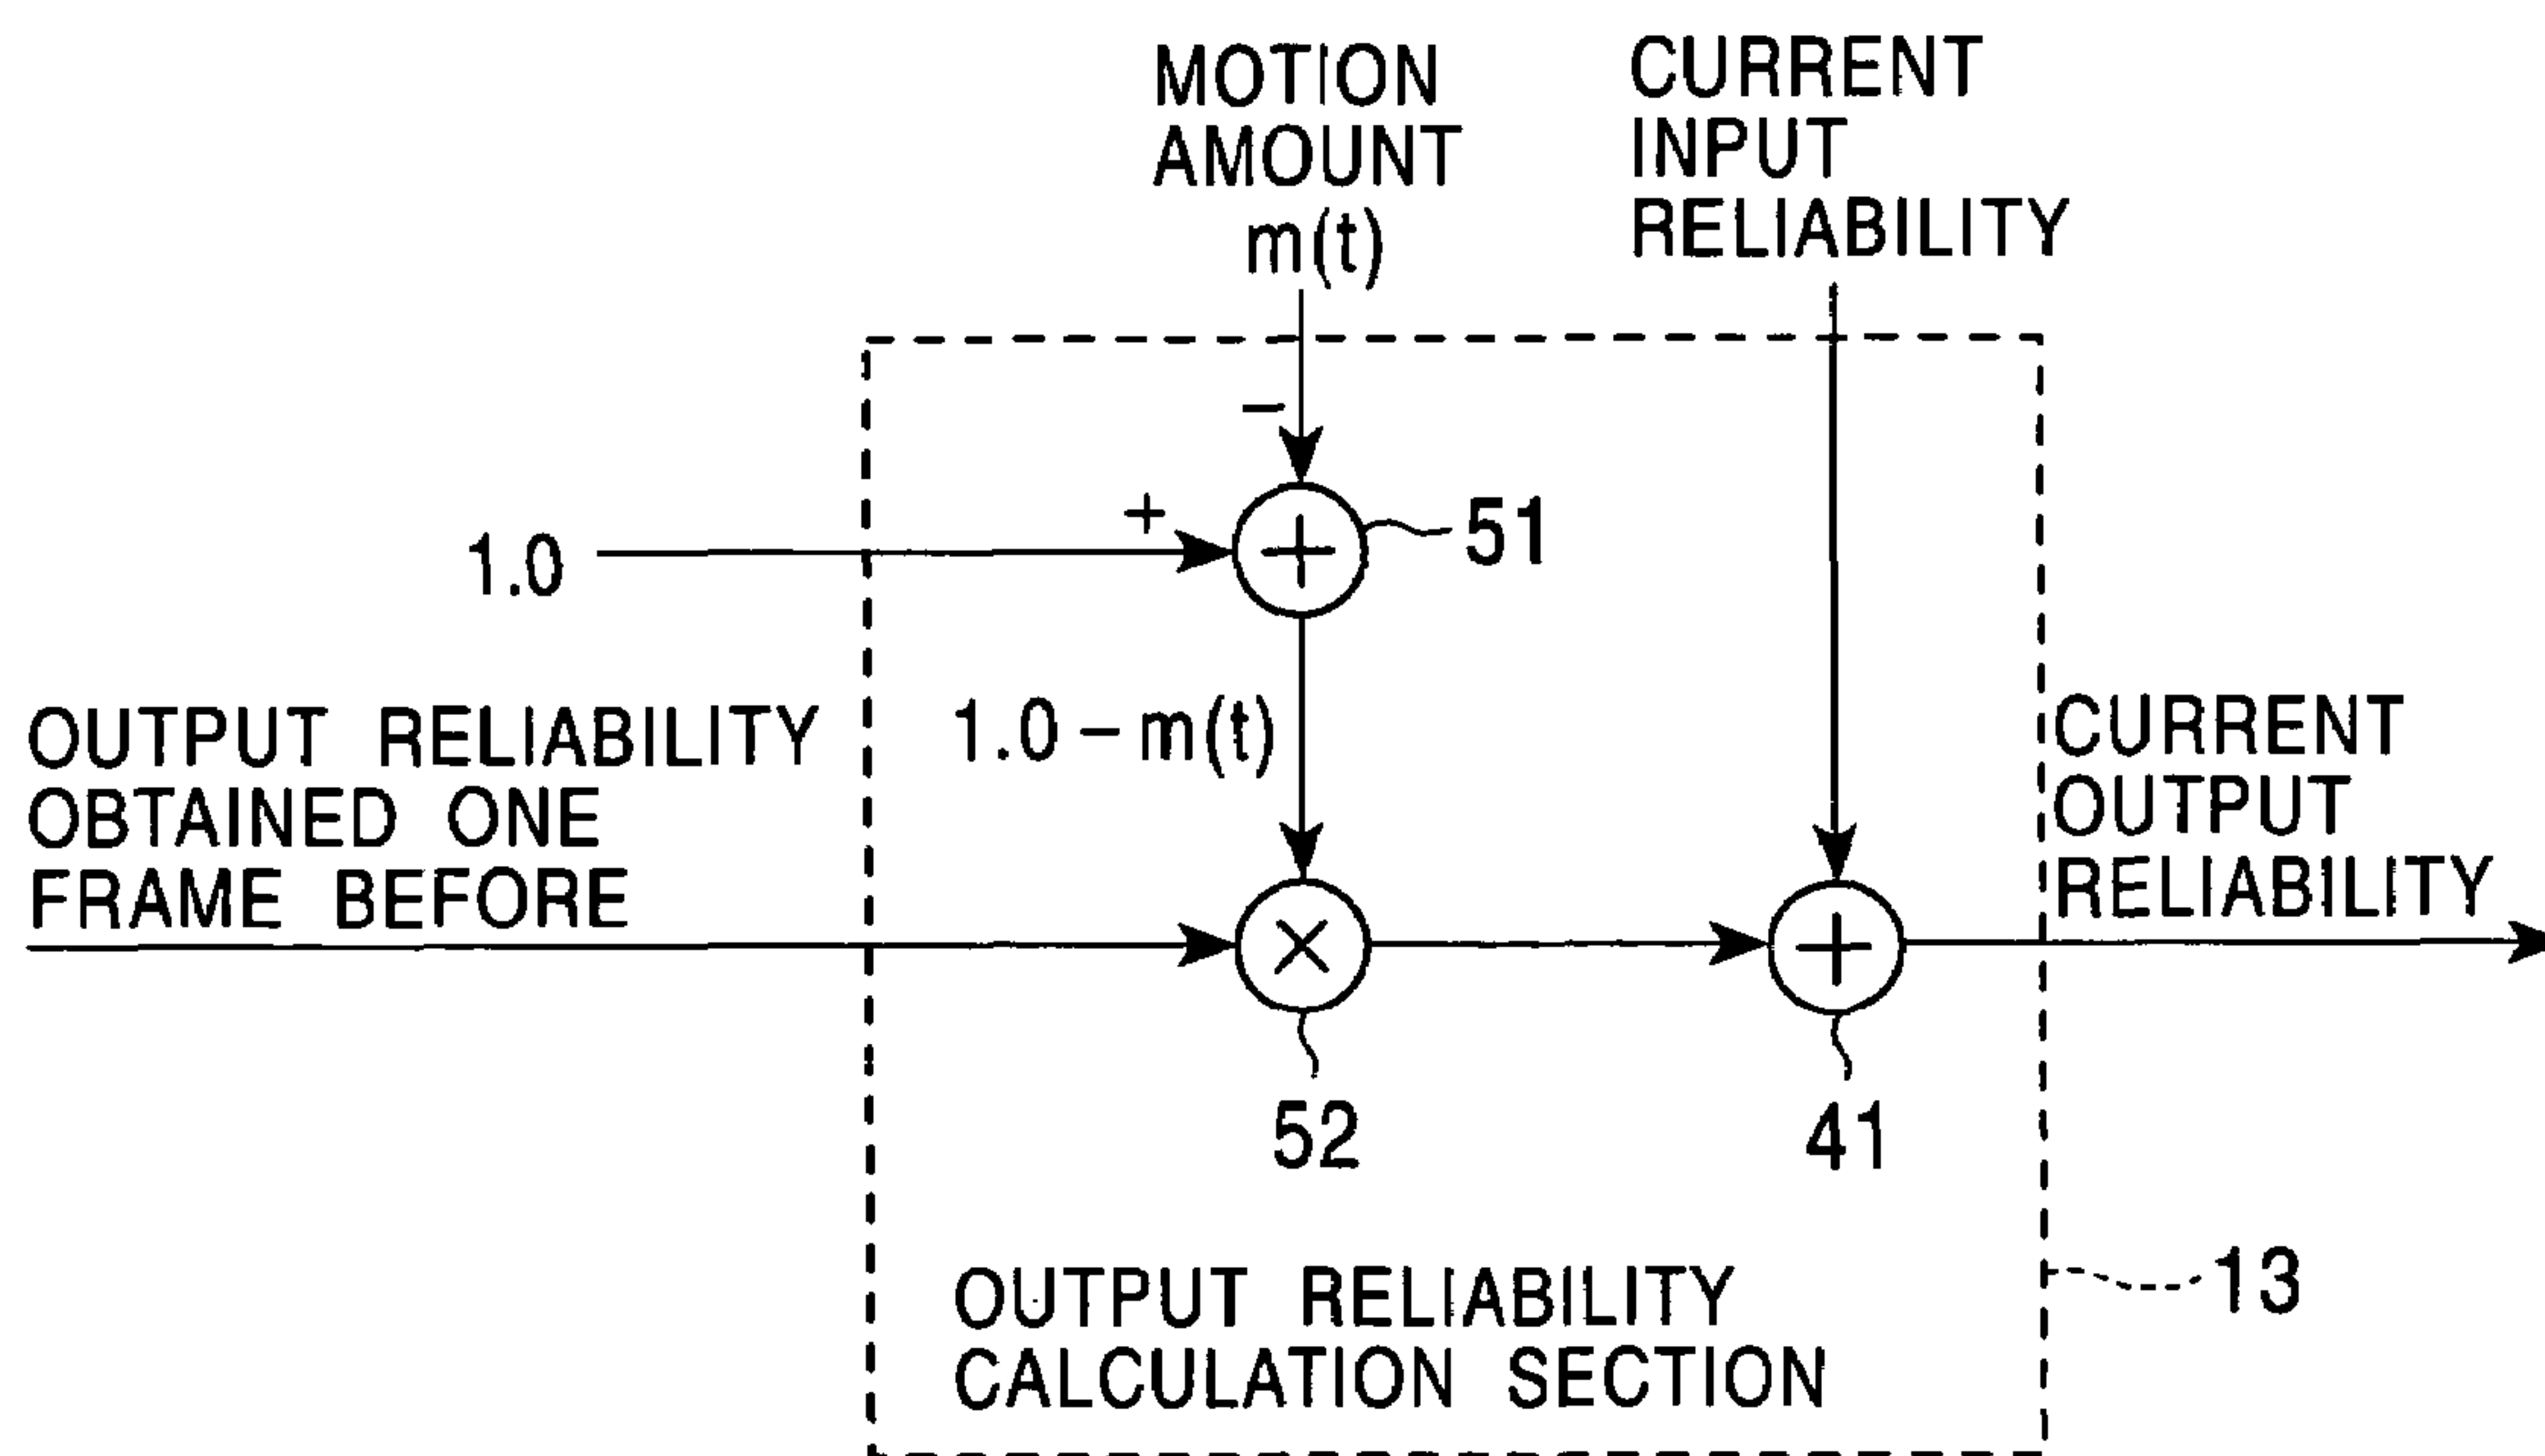 MOTION
AMOUNT
m(t)
CURRENT
INPUT
RELIABILITY
−
+
1.0
+
51
1.0 − m(t)
OUTPUT RELIABILITY
OBTAINED ONE
FRAME BEFORE
×
+
CURRENT
OUTPUT
RELIABILITY
52
41
OUTPUT RELIABILITY
CALCULATION SECTION
13